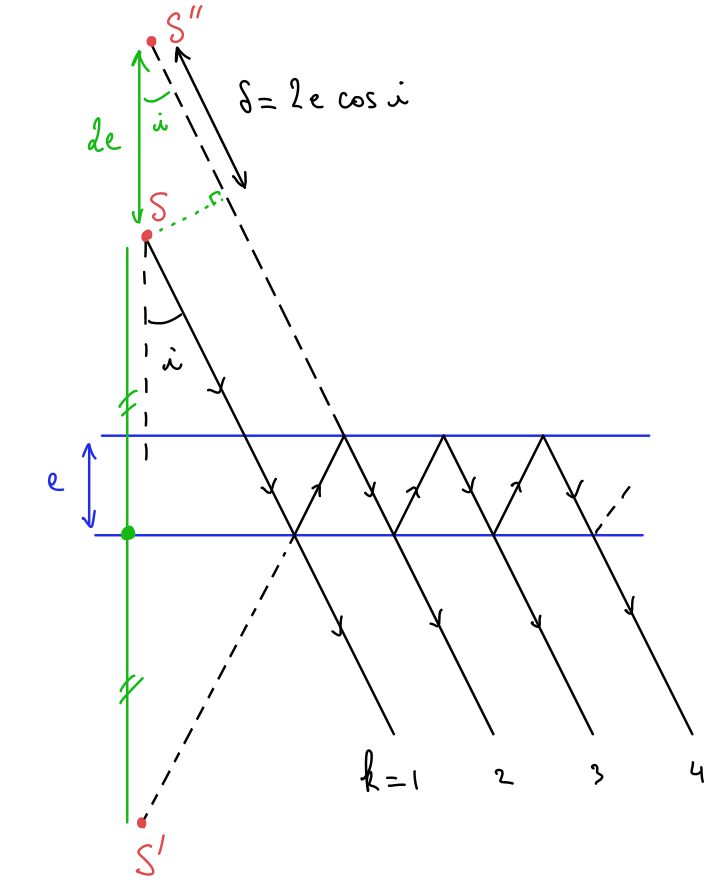 S''
δ = 2e cos i
i
2e
S
i
e
k=1 2 3 4
S'